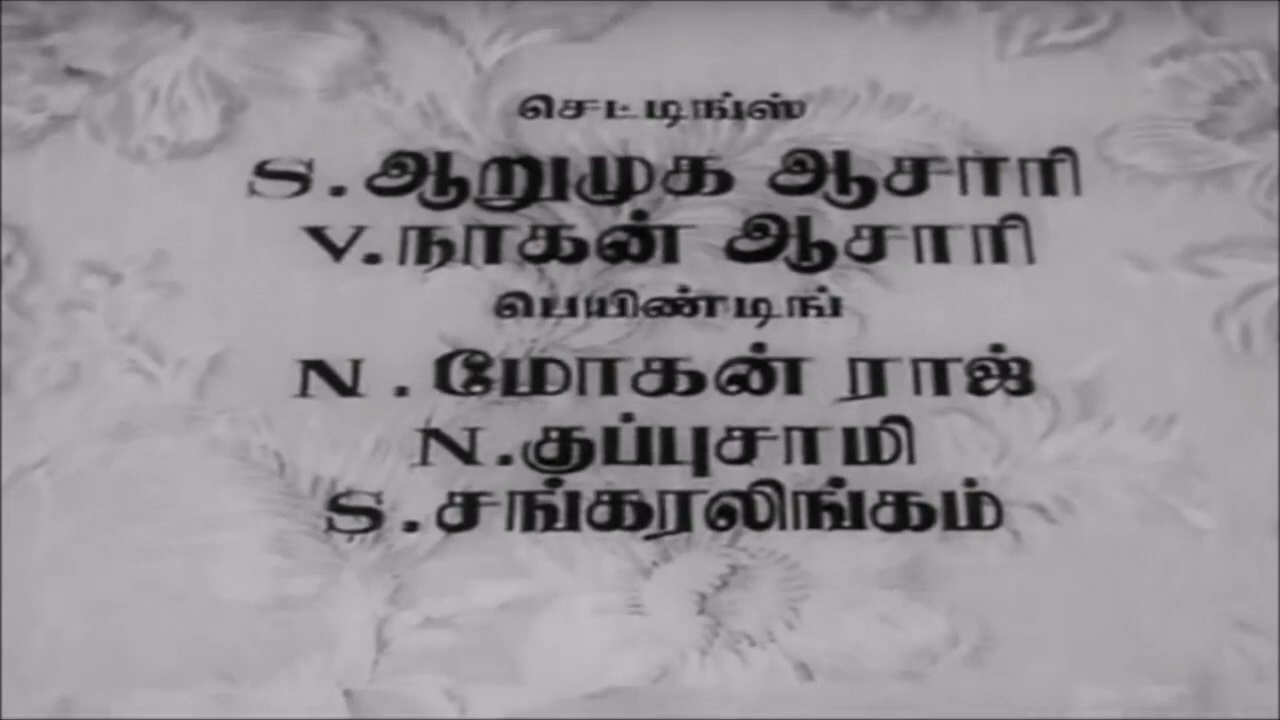 செட்டிங்ஸ்
S. ஆறுமுக ஆசாரி
V. நாகன் ஆசாரி
பெயிண்டிங்
N. மோகன் ராஜ்
N. குப்புசாமி
S. சங்கரலிங்கம்